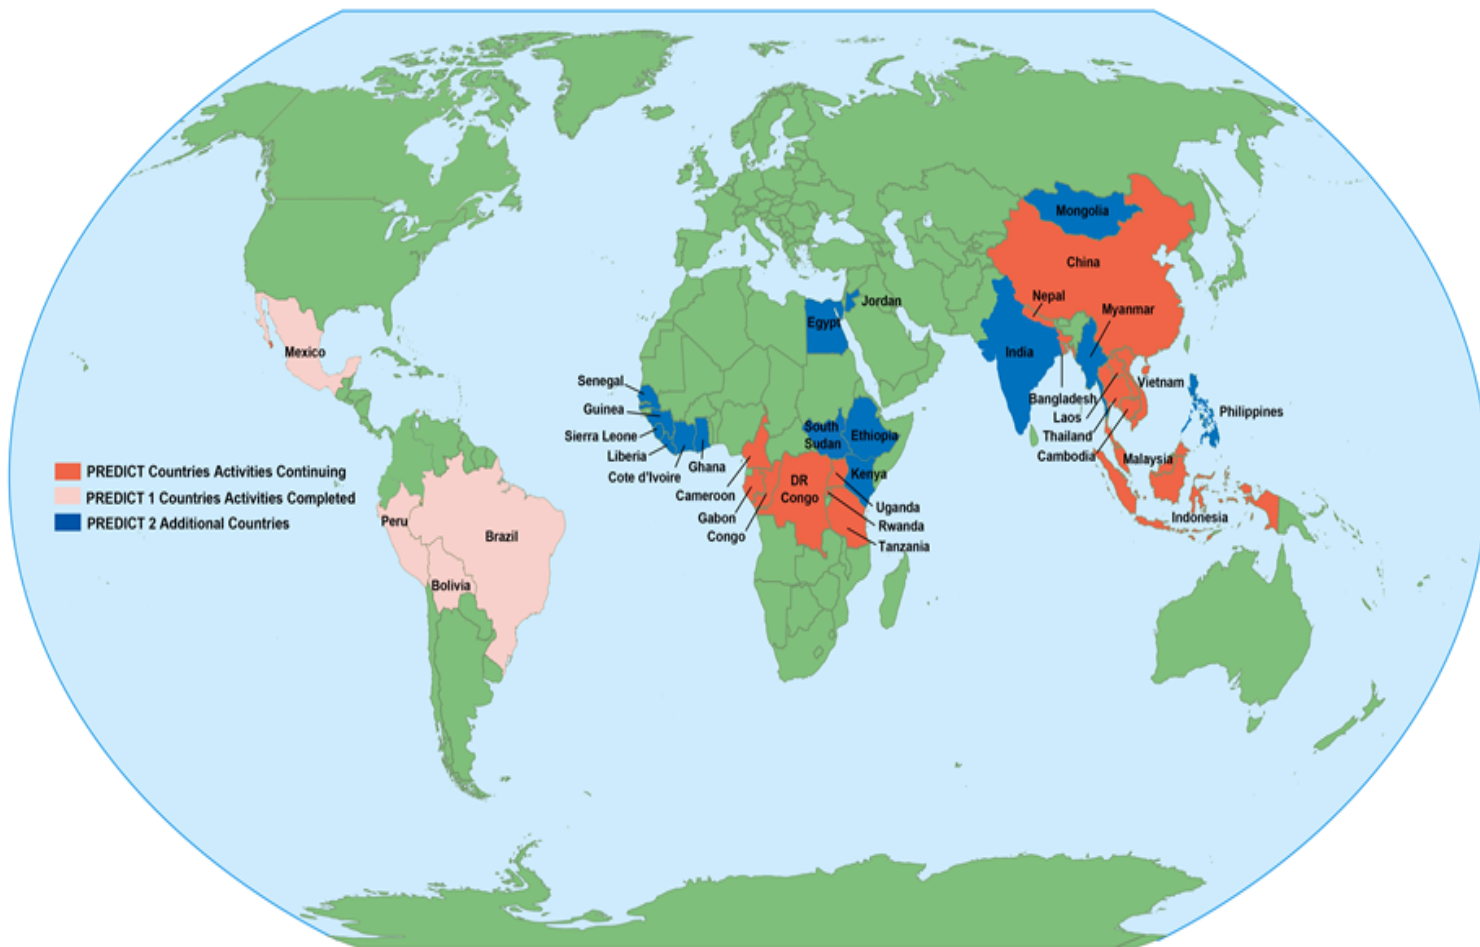 Mongolia
China
Nepal
Jordan
Myanmar
Egypt
India
Mexico
Senegal
Vietnam
Bangladesh
Guinea
Philippines
Laos
South
Sudan
Ethiopia
Sierra Leone
Thailand
Liberia
Cambodia
Malaysia
Ghana
Cote d'Ivoire
Kenya
PREDICT Countries Activities Continuing
DR
Congo
Cameroon
PREDICT 1 Countries Activities Completed
Uganda
Gabon
Indonesia
Peru
PREDICT 2 Additional Countries
Rwanda
Congo
Brazil
Tanzania
Bolivia